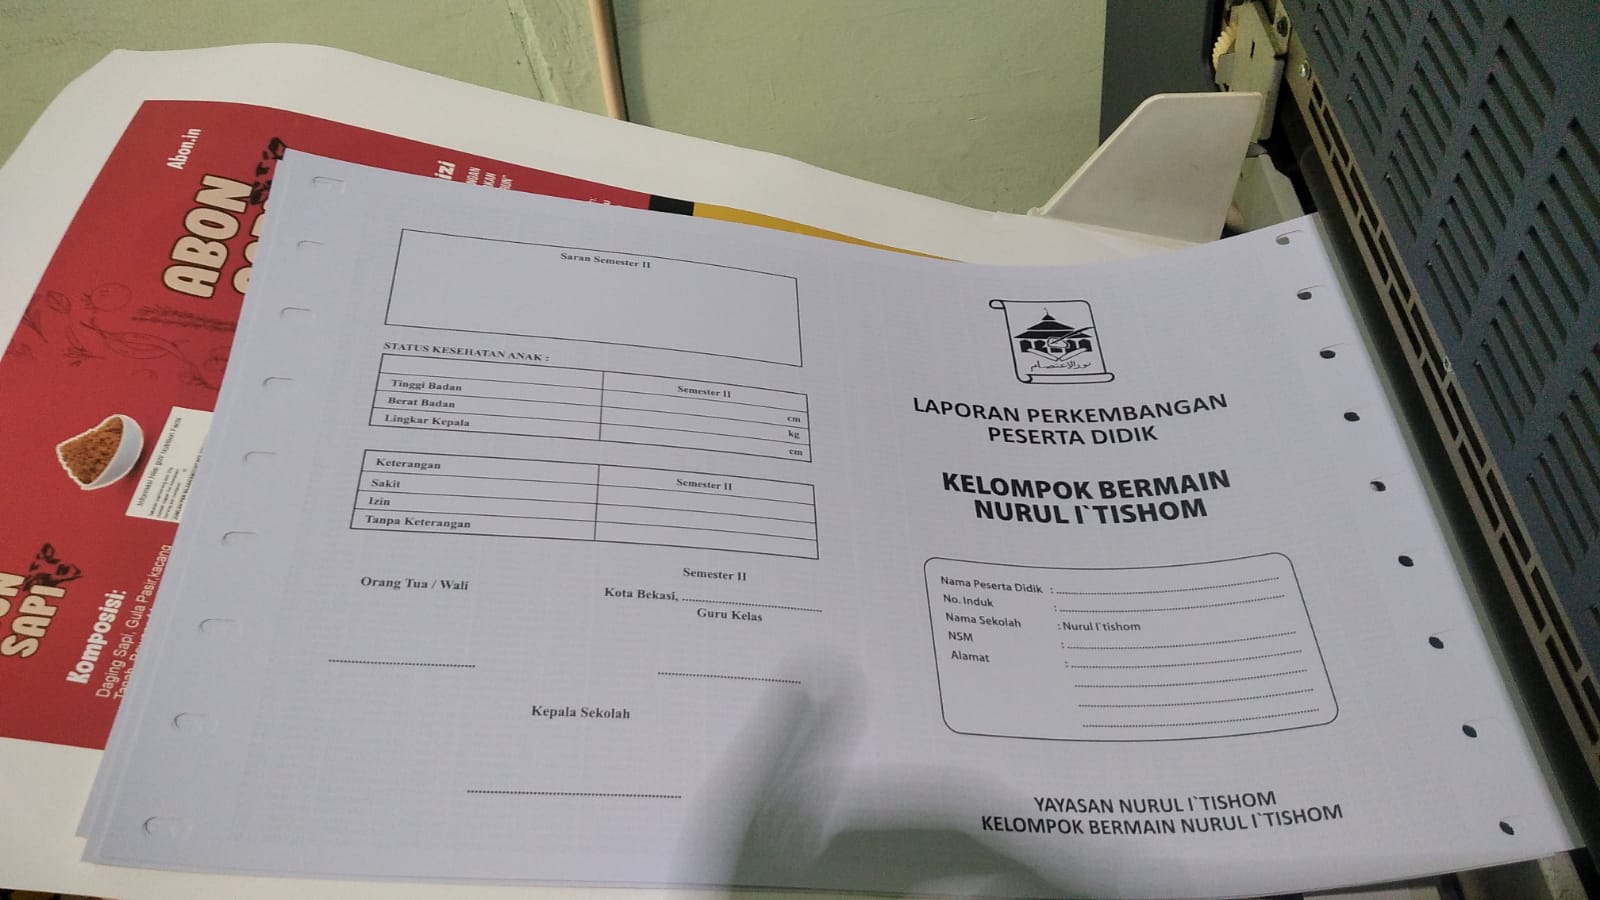 Abon.in
ABON
Komposisi:
Daging Sapi, Gula Pasir, kacang
SAPI
Saran Semester II
STATUS KESEHATAN ANAK :
Semester II
Tinggi Badan cm
Berat Badan kg
Lingkar Kepala cm
Keterangan Semester II
Sakit
Izin
Tanpa Keterangan
Semester II
Orang Tua / Wali
Kota Bekasi, ........................................
Guru Kelas
Kepala Sekolah
نور الاعتصام
LAPORAN PERKEMBANGAN
PESERTA DIDIK
KELOMPOK BERMAIN
NURUL I`TISHOM
Nama Peserta Didik : ........................................
No. Induk : ........................................
Nama Sekolah : Nurul I`tishom
NSM : ........................................
Alamat : ........................................
YAYASAN NURUL I`TISHOM
KELOMPOK BERMAIN NURUL I`TISHOM